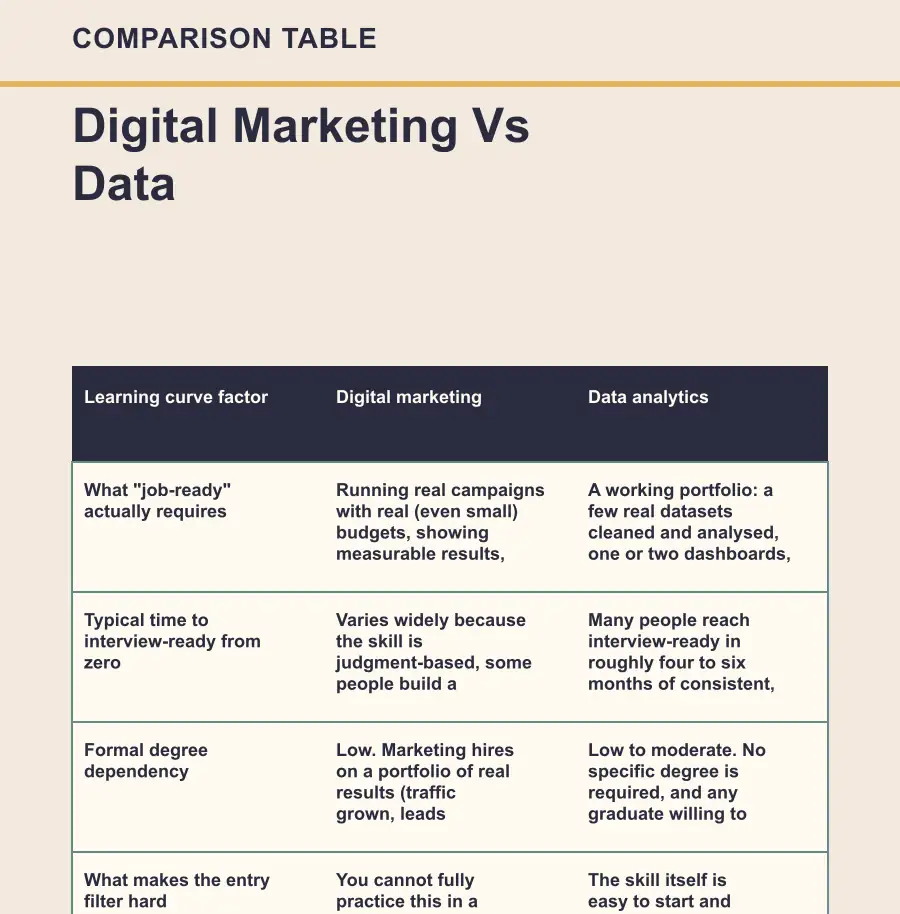 COMPARISON TABLE
Digital Marketing Vs
Data
Learning curve factor
Digital marketing
Data analytics
What "job-ready"
actually requires
Running real campaigns
with real (even small)
budgets, showing
measurable results,
A working portfolio: a
few real datasets
cleaned and analysed,
one or two dashboards,
Typical time to
interview-ready from
zero
Varies widely because
the skill is
judgment-based, some
people build a
Many people reach
interview-ready in
roughly four to six
months of consistent,
Formal degree
dependency
Low. Marketing hires
on a portfolio of real
results (traffic
grown, leads
Low to moderate. No
specific degree is
required, and any
graduate willing to
What makes the entry
filter hard
You cannot fully
practice this in a
The skill itself is
easy to start and